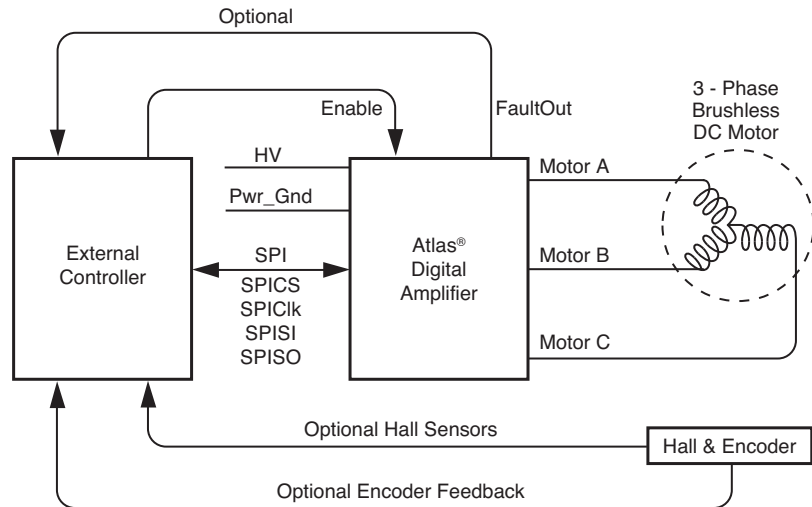 Optional
Enable
FaultOut
3 - Phase
Brushless
DC Motor
HV
Motor A
Pwr_Gnd
External
Controller
SPI
SPICS
SPIClk
SPISI
SPISO
Atlas®
Digital
Amplifier
Motor B
Motor C
Optional Hall Sensors
Hall & Encoder
Optional Encoder Feedback